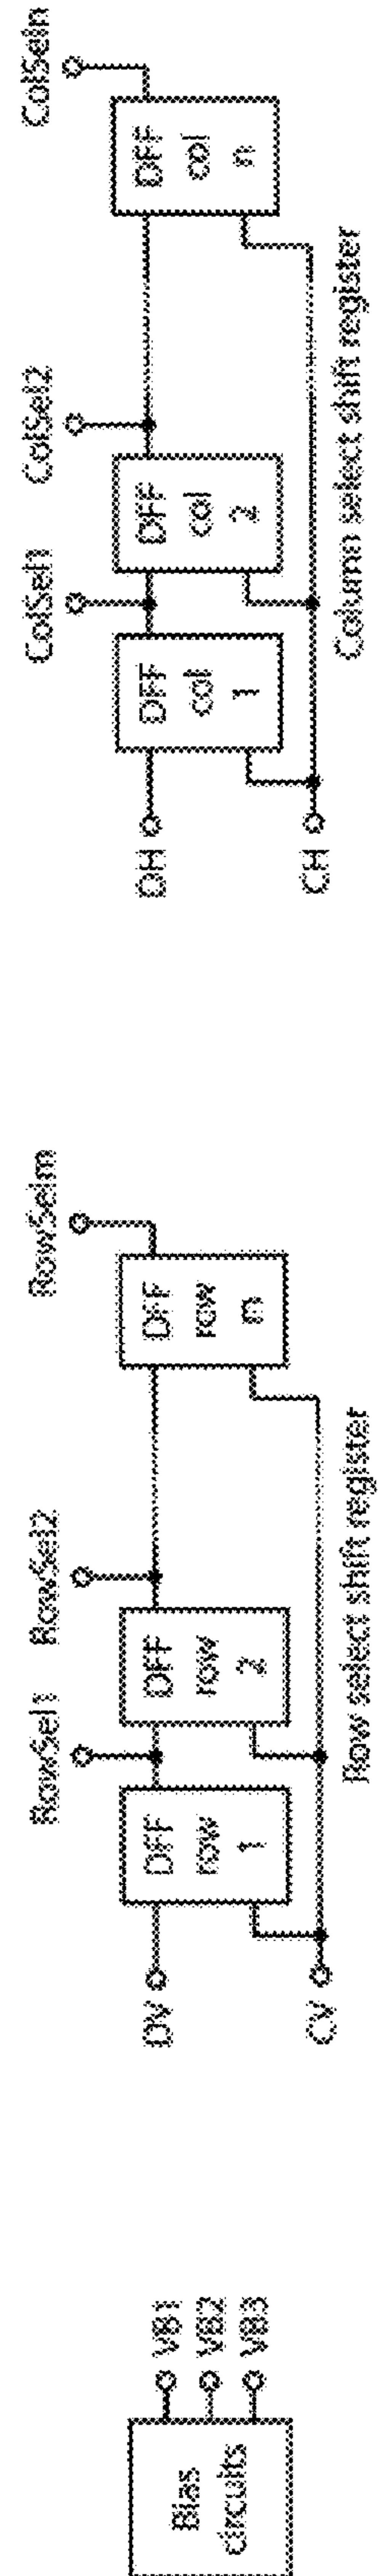 Bias
circuits
VB1
VB2
VB3
RowSel1
RowSel2
RowSelm
DV
DFF
row
1
DFF
row
2
DFF
row
m
CV
Row select shift register
ColSel1
ColSel2
ColSeln
DH
DFF
col
1
DFF
col
2
DFF
col
n
CH
Column select shift register